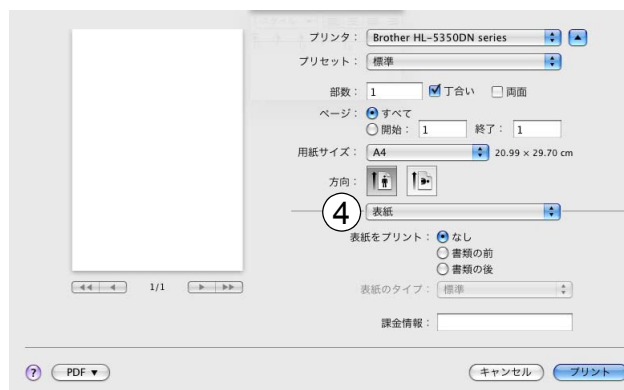 プリンタ： Brother HL-5350DN series
プリセット： 標準
部数： 1 丁合い 両面
ページ： すべて
開始： 1 終了： 1
用紙サイズ： A4 20.99 × 29.70 cm
方向：
④ 表紙
表紙をプリント： なし
書類の前
書類の後
1/1
表紙のタイプ： 標準
課金情報：
? PDF ▼ キャンセル プリント